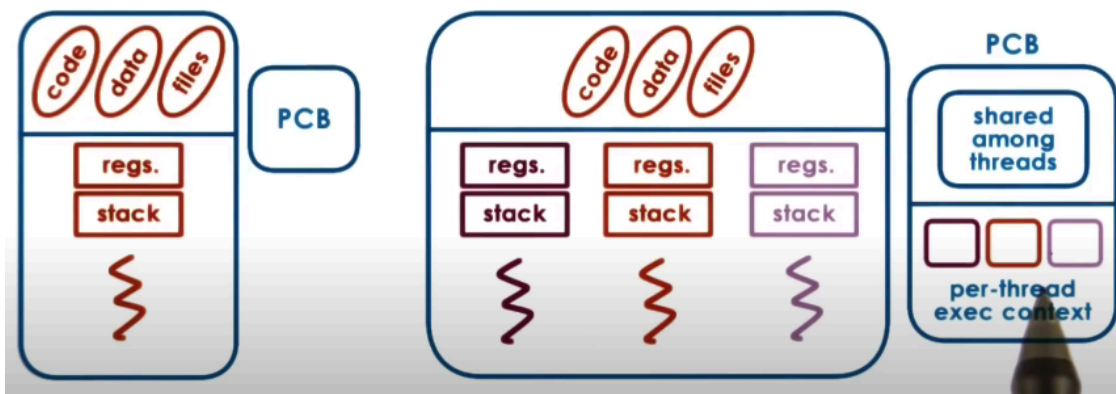 code data files
PCB
regs.
stack
code data files
regs. regs. regs.
stack stack stack
PCB
shared
among
threads
per-thread
exec context